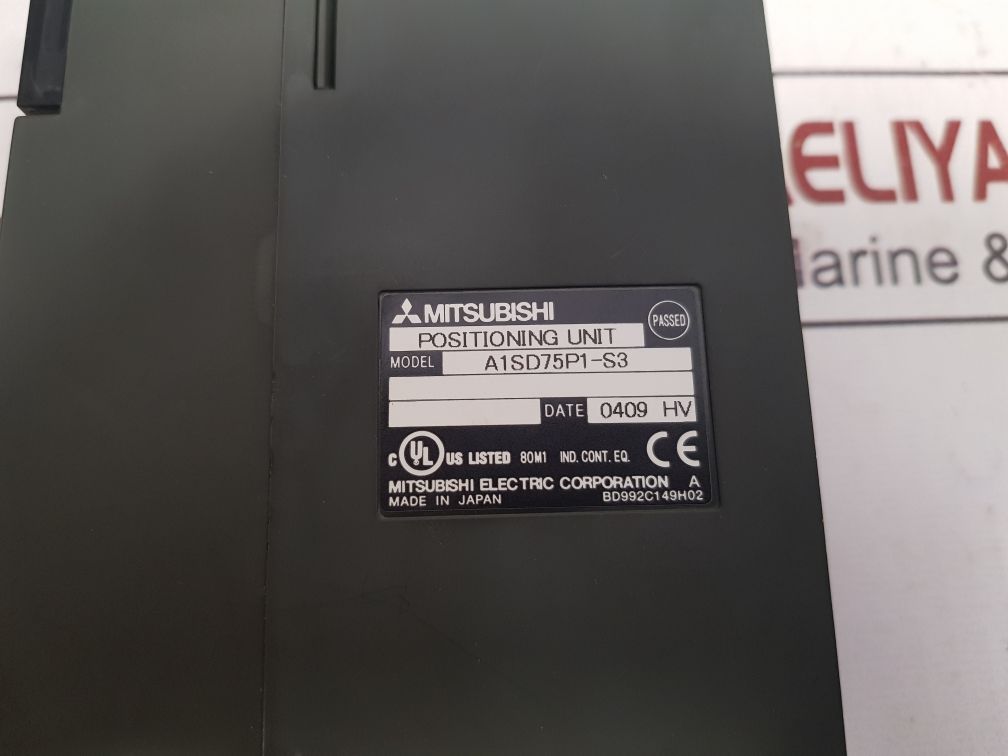 MITSUBISHI
PASSED
POSITIONING UNIT
MODEL A1SD75P1-S3
DATE 0409 HV
C UL US LISTED 80M1 IND. CONT. EQ. CE
MITSUBISHI ELECTRIC CORPORATION A
MADE IN JAPAN BD992C149H02
ELIYA
arine &